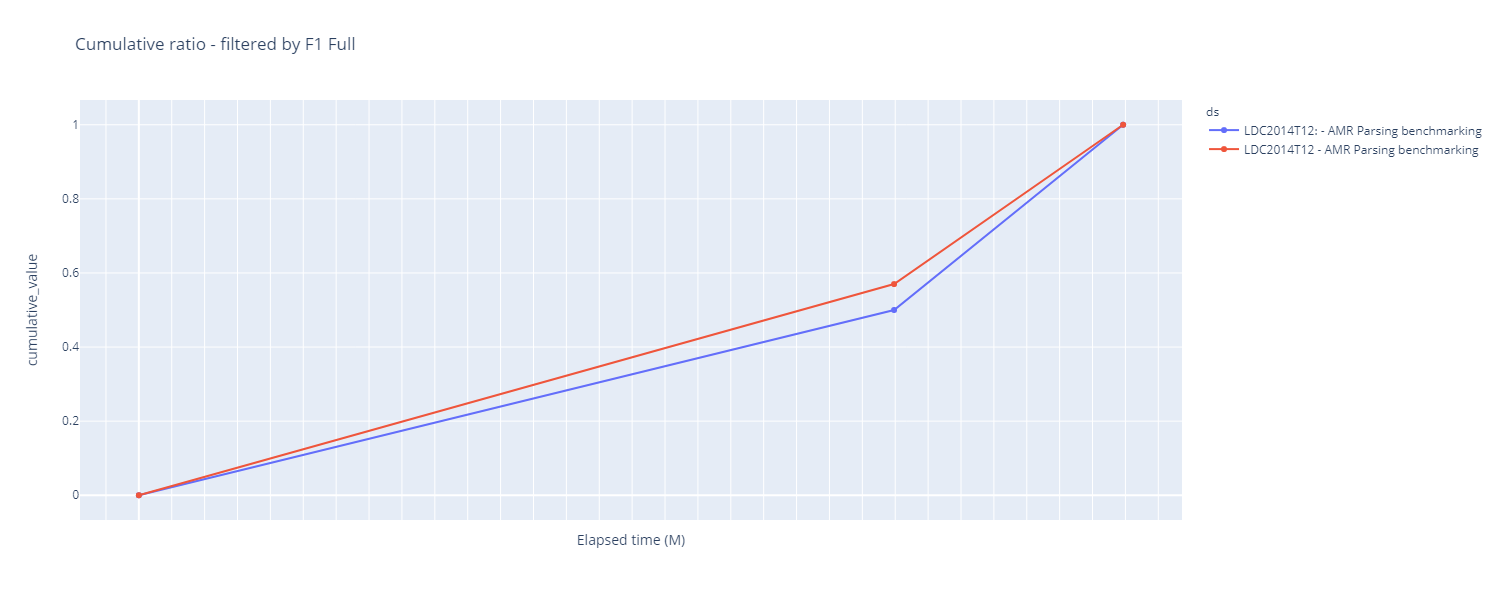 Cumulative ratio - filtered by F1 Full
ds
LDC2014T12: - AMR Parsing benchmarking
LDC2014T12 - AMR Parsing benchmarking
1
0.8
0.6
0.4
0.2
0
cumulative_value
Elapsed time (M)